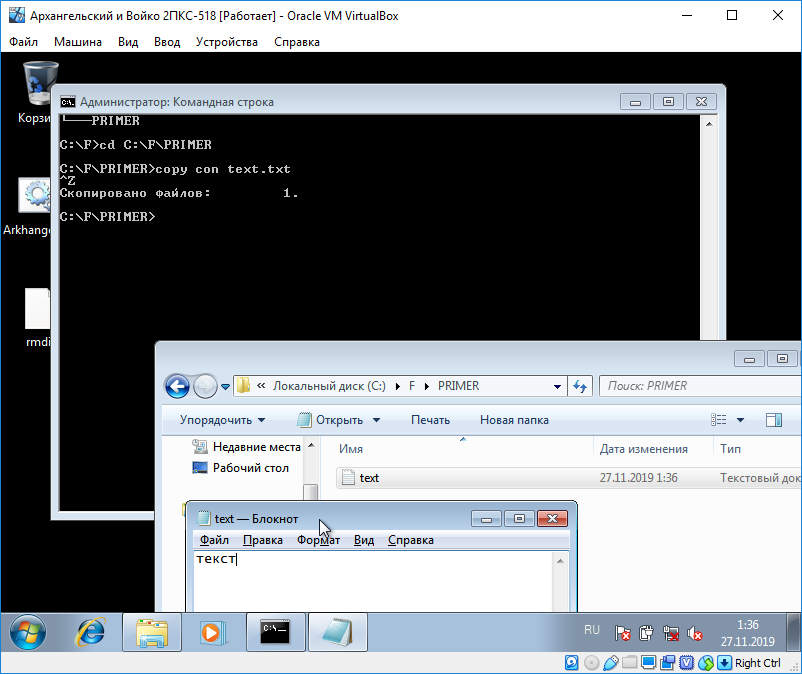 Архангельский и Войко 2ПКС-518 [Работает] - Oracle VM VirtualBox
Файл Машина Вид Ввод Устройства Справка
Администратор: Командная строка
└───PRIMER
C:\F>cd C:\F\PRIMER
C:\F\PRIMER>copy con text.txt
^Z
Скопировано файлов: 1.
C:\F\PRIMER>
Корзи
Arkhange
rmdi
« Локальный диск (C:) ▸ F ▸ PRIMER
Поиск: PRIMER
Упорядочить Открыть Печать Новая папка
Недавние места
Рабочий стол
Имя Дата изменения Тип
text 27.11.2019 1:36 Текстовый док
text — Блокнот
Файл Правка Формат Вид Справка
текст
RU
1:36
27.11.2019
Right Ctrl